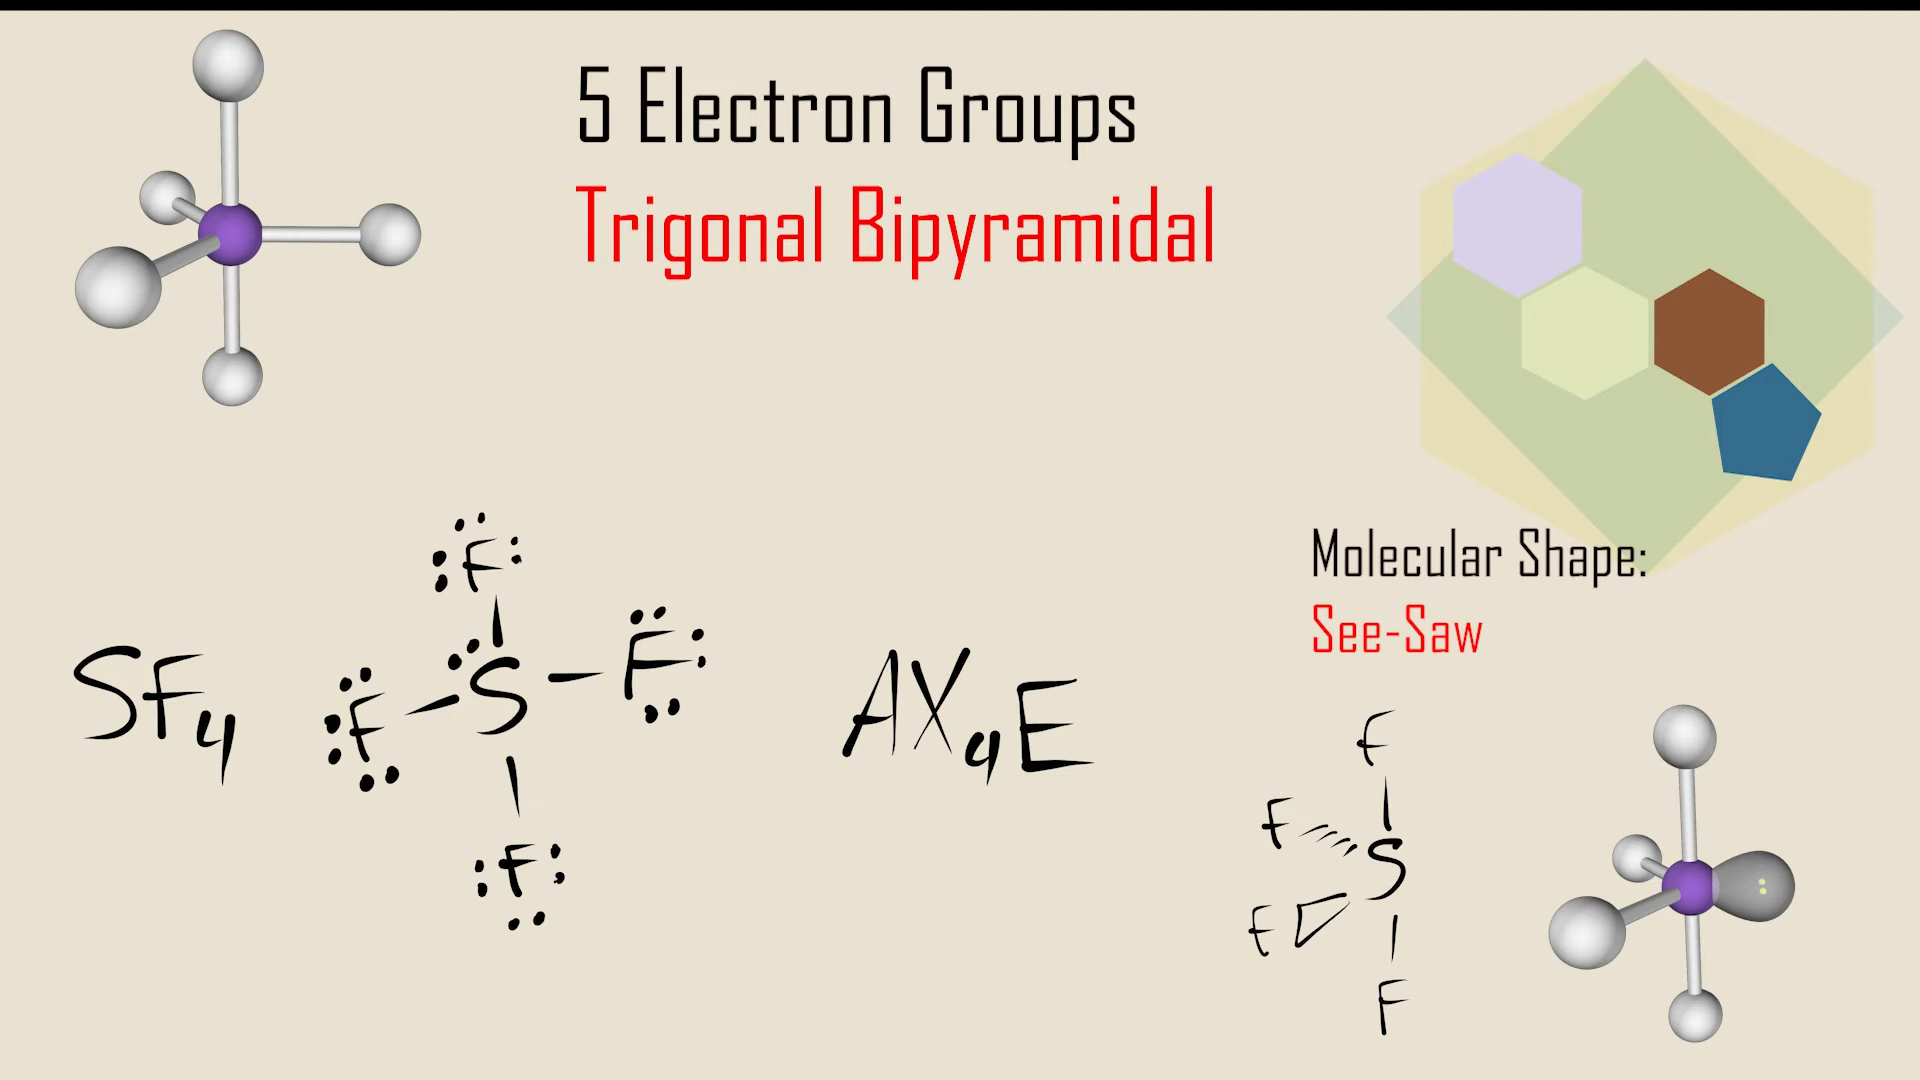 5 Electron Groups
Trigonal Bipyramidal
Molecular Shape:
See-Saw
SF₄
F
F S F
F
AX₄E
F
F S
F
F